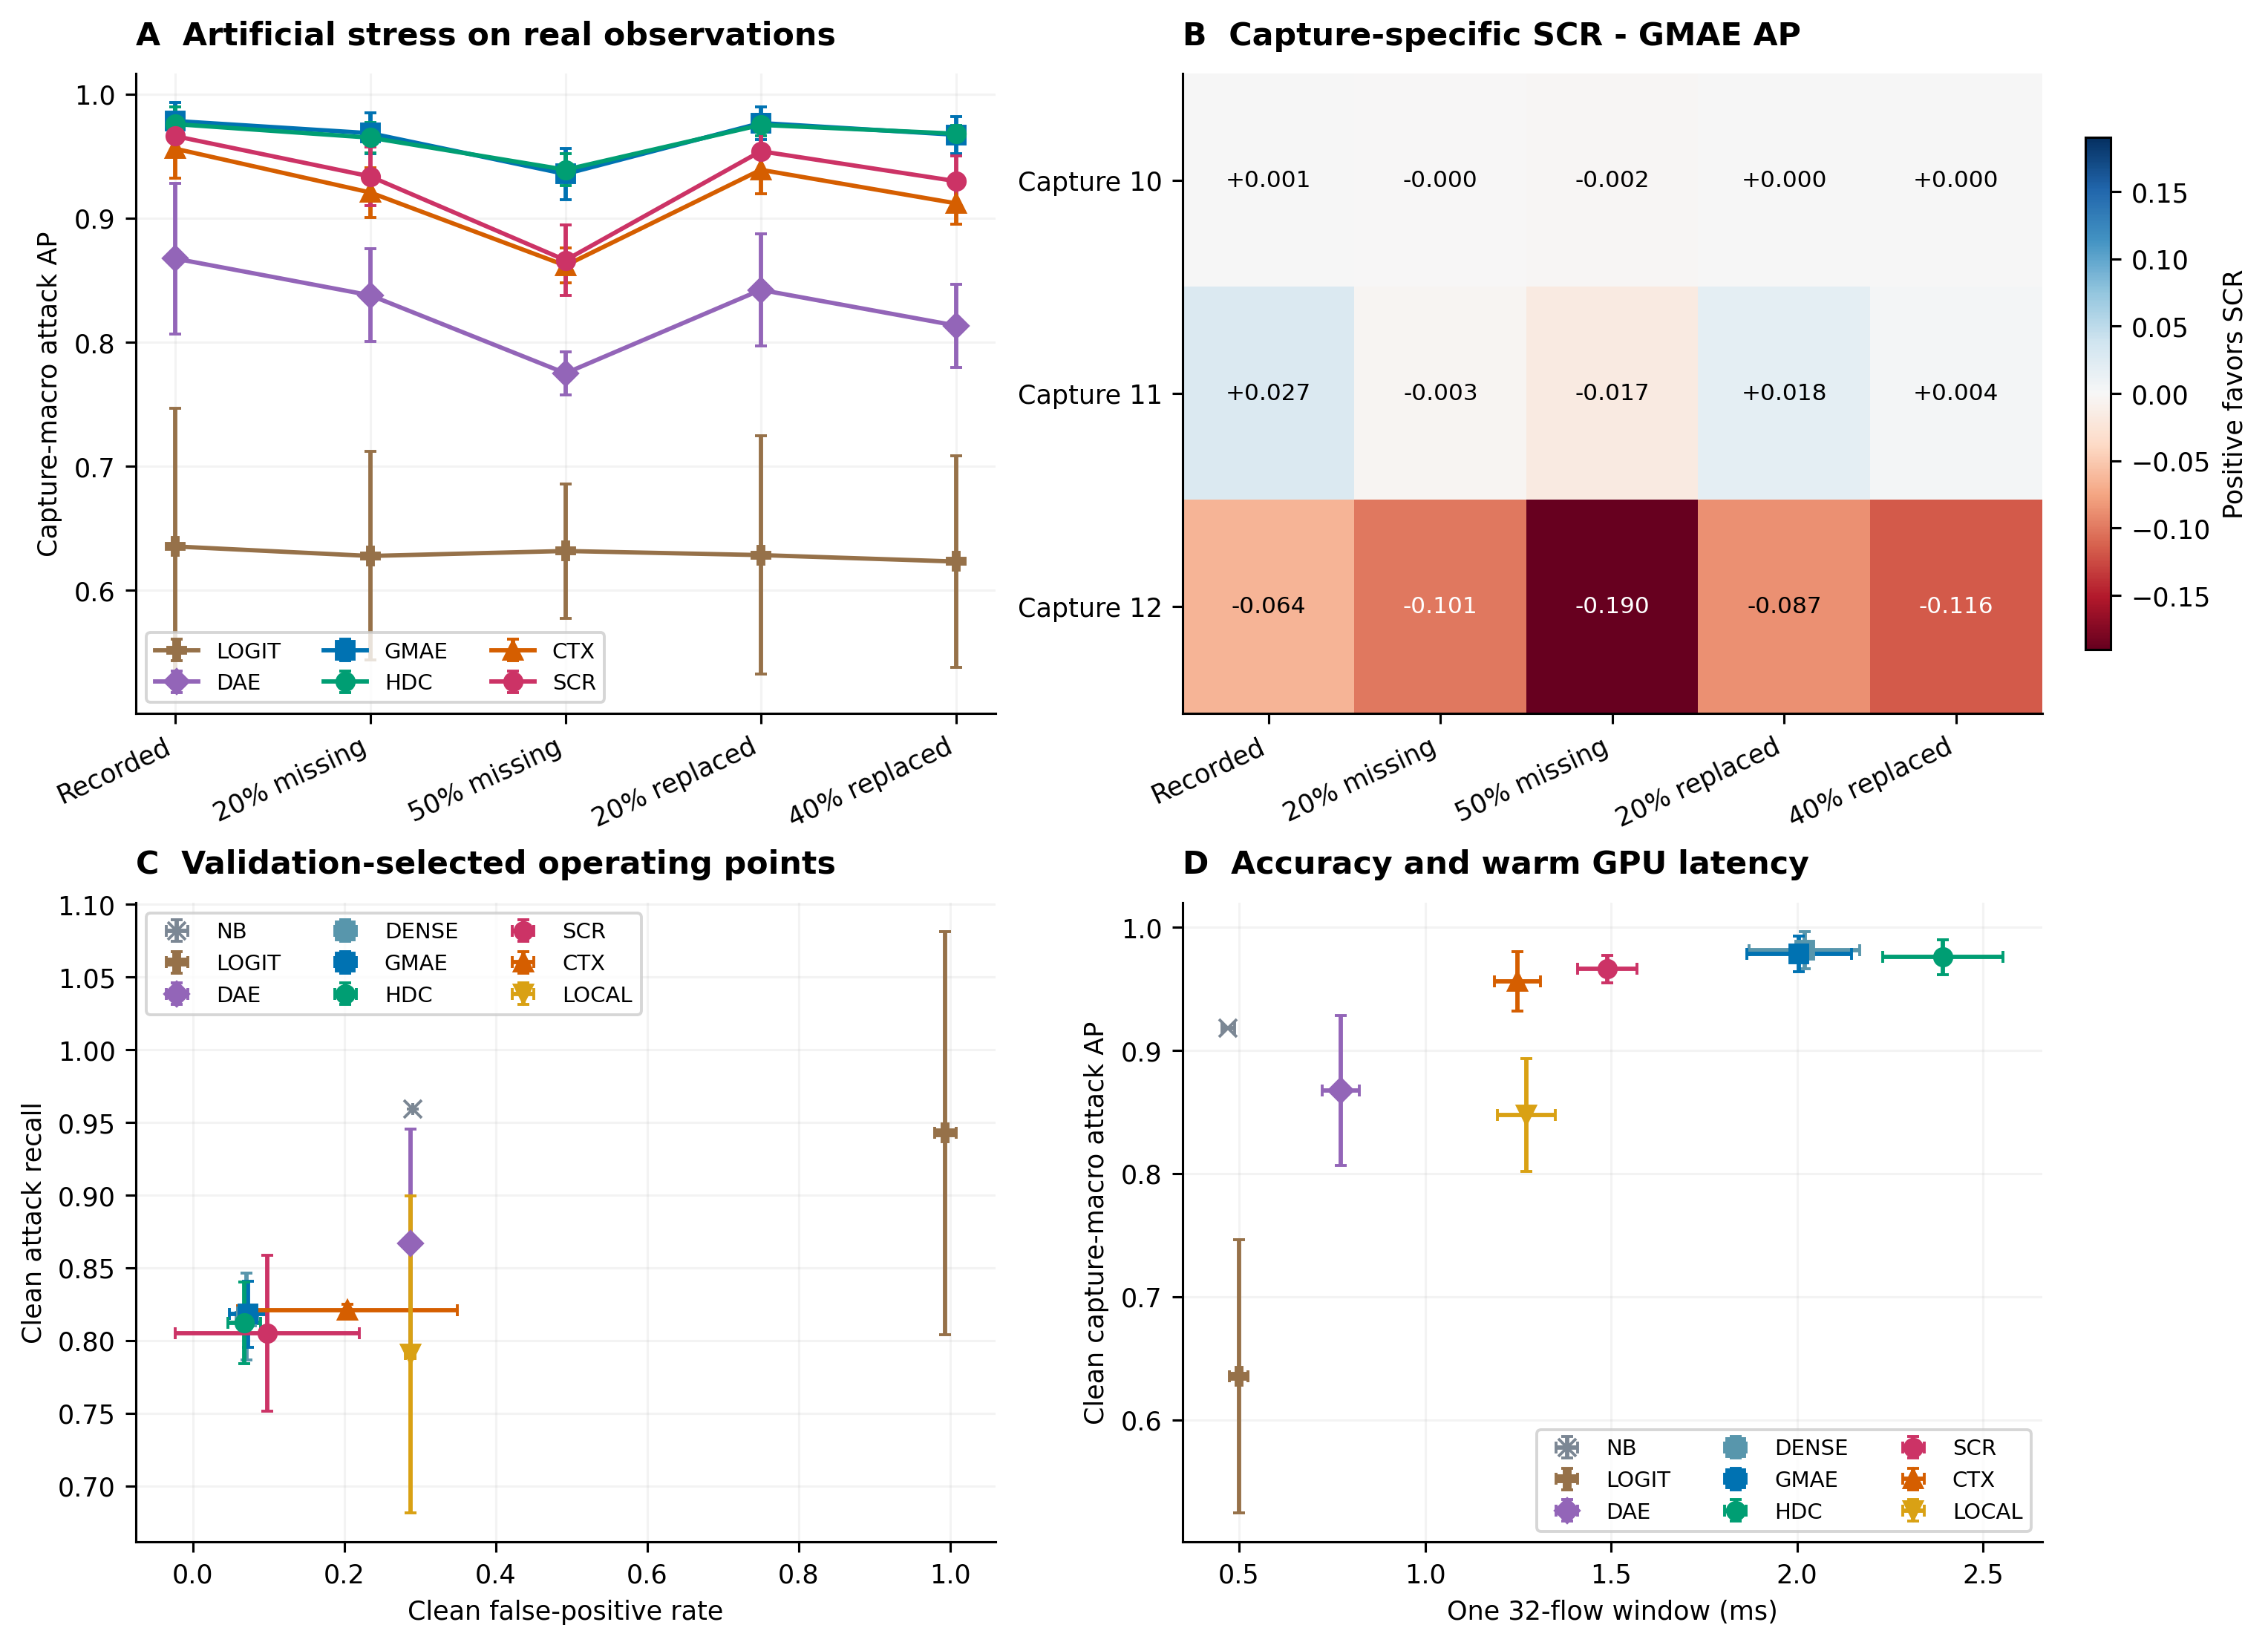 A  Artificial stress on real observations
1.0
0.9
0.8
0.7
0.6
Capture-macro attack AP
LOGIT
DAE
GMAE
HDC
CTX
SCR
Recorded
20% missing
50% missing
20% replaced
40% replaced
B  Capture-specific SCR - GMAE AP
Capture 10
+0.001 -0.000 -0.002 +0.000 +0.000
Capture 11
+0.027 -0.003 -0.017 +0.018 +0.004
Capture 12
-0.064 -0.101 -0.190 -0.087 -0.116
Recorded
20% missing
50% missing
20% replaced
40% replaced
0.15
0.10
0.05
0.00
−0.05
−0.10
−0.15
Positive favors SCR
C  Validation-selected operating points
1.10
1.05
1.00
0.95
0.90
0.85
0.80
0.75
0.70
Clean attack recall
NB
LOGIT
DAE
DENSE
GMAE
HDC
SCR
CTX
LOCAL
0.0 0.2 0.4 0.6 0.8 1.0
Clean false-positive rate
D  Accuracy and warm GPU latency
1.0
0.9
0.8
0.7
0.6
Clean capture-macro attack AP
NB
LOGIT
DAE
DENSE
GMAE
HDC
SCR
CTX
LOCAL
0.5 1.0 1.5 2.0 2.5
One 32-flow window (ms)